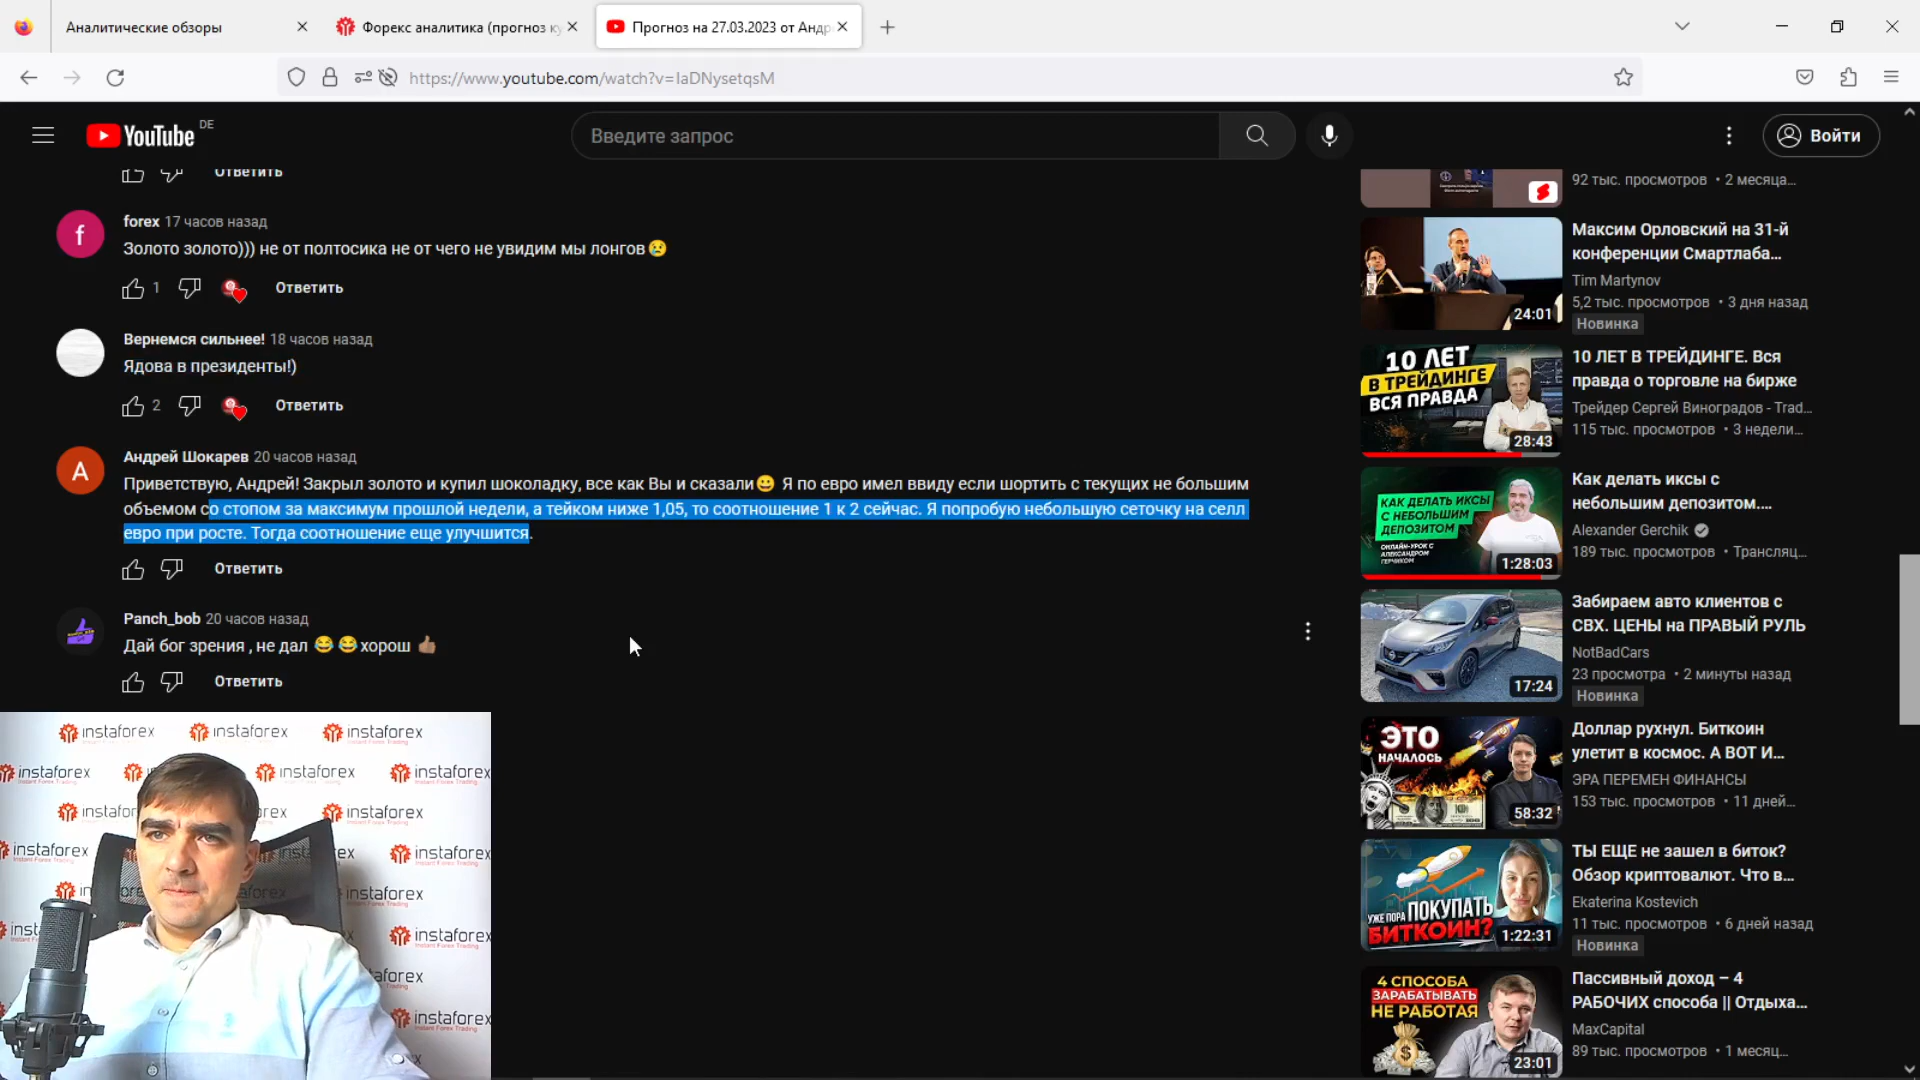 Аналитические обзоры
Форекс аналитика (прогноз ку
Прогноз на 27.03.2023 от Андр
https://www.youtube.com/watch?v=IaDNysetqsM
YouTube DE
Введите запрос
Войти
Ответить
forex 17 часов назад
Золото золото))) не от полтосика не от чего не увидим мы лонгов😢
1 Ответить
Вернемся сильнее! 18 часов назад
Ядова в президенты!)
2 Ответить
A
Андрей Шокарев 20 часов назад
Приветствую, Андрей! Закрыл золото и купил шоколадку, все как Вы и сказали😀 Я по евро имел ввиду если шортить с текущих не большим
объемом со стопом за максимум прошлой недели, а тейком ниже 1,05, то соотношение 1 к 2 сейчас. Я попробую небольшую сеточку на селл
евро при росте. Тогда соотношение еще улучшится.
Ответить
Panch_bob 20 часов назад
Дай бог зрения , не дал 😂 😂 хорош 👍🏽
Ответить
f
92 тыс. просмотров • 2 месяца...
Максим Орловский на 31-й
конференции Смартлаба...
Tim Martynov
5,2 тыс. просмотров • 3 дня назад
Новинка
24:01
10 ЛЕТ В ТРЕЙДИНГЕ. Вся
правда о торговле на бирже
Трейдер Сергей Виноградов - Trad...
115 тыс. просмотров • 3 недели...
10 ЛЕТ
В ТРЕЙДИНГЕ
ВСЯ ПРАВДА
28:43
Как делать иксы с
небольшим депозитом....
Alexander Gerchik
189 тыс. просмотров • Трансляц...
КАК ДЕЛАТЬ ИКСЫ
С НЕБОЛЬШИМ
ДЕПОЗИТОМ
ОНЛАЙН-УРОК С
АЛЕКСАНДРОМ
ГЕРЧИКОМ
1:28:03
Забираем авто клиентов с
СВХ. ЦЕНЫ на ПРАВЫЙ РУЛЬ
NotBadCars
23 просмотра • 2 минуты назад
Новинка
17:24
Доллар рухнул. Биткоин
улетит в космос. А ВОТ И...
ЭРА ПЕРЕМЕН ФИНАНСЫ
153 тыс. просмотров • 11 дней...
ЭТО
НАЧАЛОСЬ
58:32
ТЫ ЕЩЕ не зашел в биток?
Обзор криптовалют. Что в...
Ekaterina Kostevich
11 тыс. просмотров • 6 дней назад
Новинка
УЖЕ ПОРА ПОКУПАТЬ
БИТКОИН?
1:22:31
Пассивный доход – 4
РАБОЧИХ способа || Отдыха...
MaxCapital
89 тыс. просмотров • 1 месяц...
4 СПОСОБА
ЗАРАБАТЫВАТЬ
НЕ РАБОТАЯ
23:01
instaforex instaforex instaforex
instaforex instaforex instaforex
instaforex
instaforex
instaforex
instaforex
instaforex
instaforex